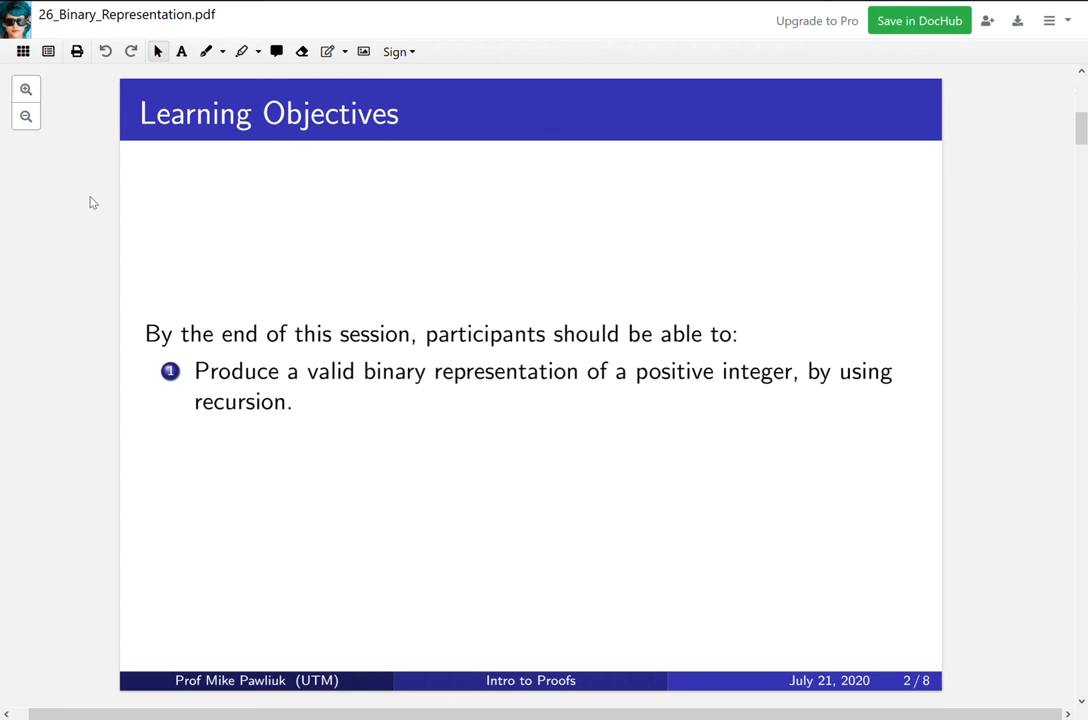 26_Binary_Representation.pdf
Upgrade to Pro
Save in DocHub
A
Sign
Learning Objectives
By the end of this session, participants should be able to:
1 Produce a valid binary representation of a positive integer, by using
recursion.
Prof Mike Pawliuk (UTM)
Intro to Proofs
July 21, 2020
2 / 8